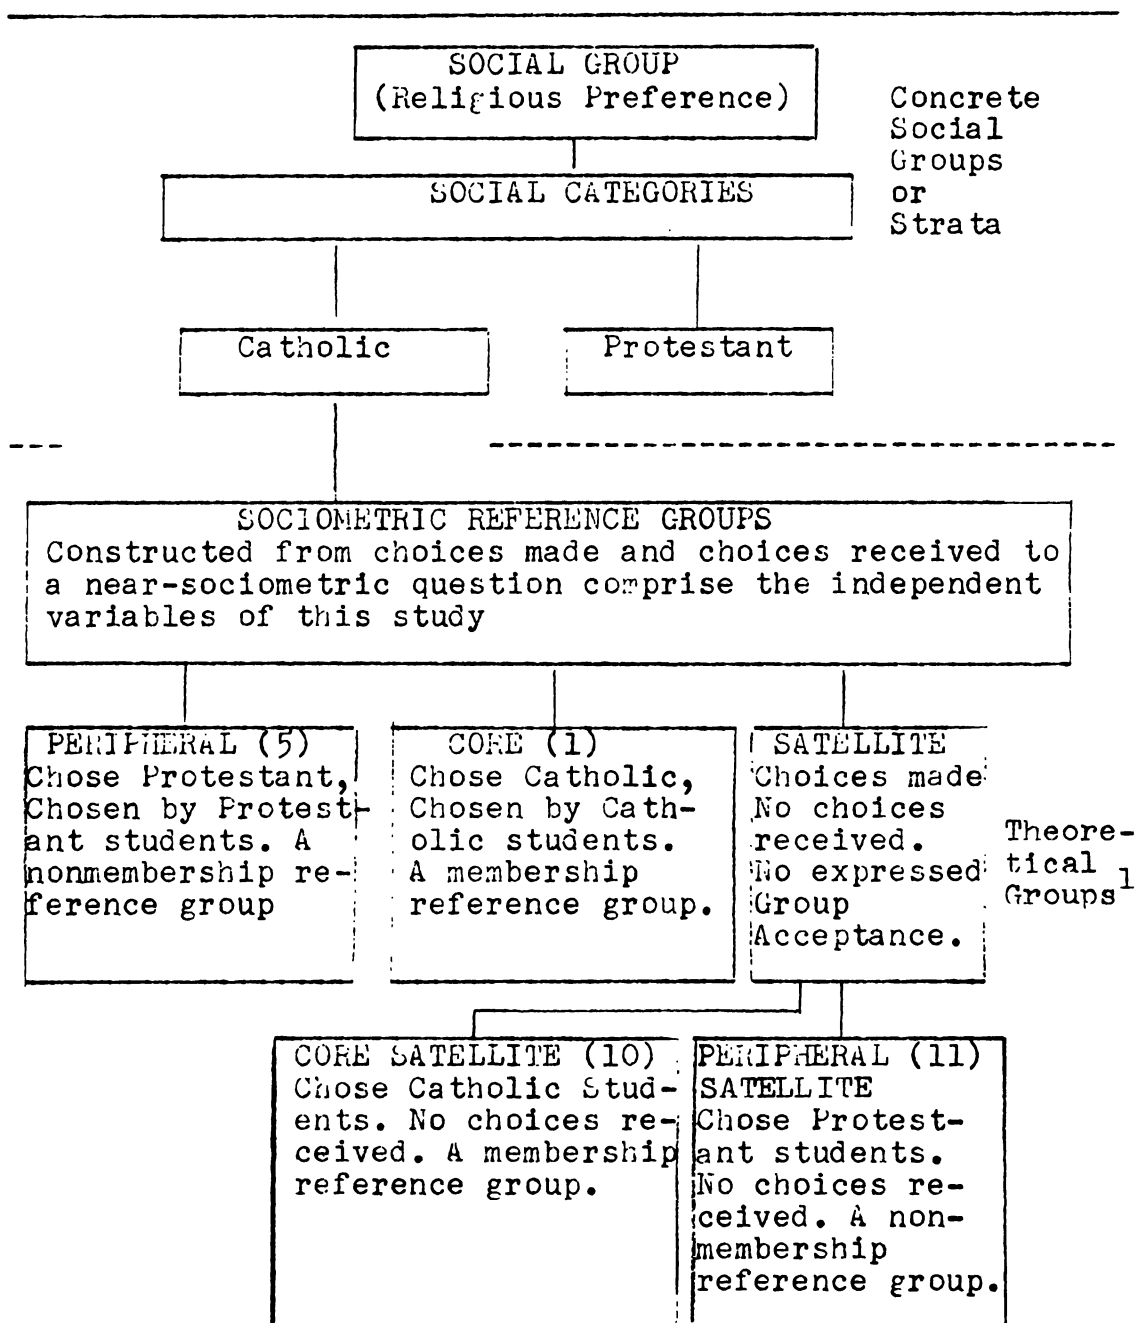 SOCIAL GROUP
(Religious Preference)
Concrete
Social
Groups
or
Strata
SOCIAL CATEGORIES
Catholic
Protestant
SOCIOMETRIC REFERENCE GROUPS
Constructed from choices made and choices received to
a near-sociometric question comprise the independent
variables of this study
PERIPHERAL (5)
Chose Protestant,
Chosen by Protest-
ant students. A
nonmembership re-
ference group
CORE (1)
Chose Catholic,
Chosen by Cath-
olic students.
A membership
reference group.
SATELLITE
Choices made
No choices
received.
No expressed
Group
Acceptance.
Theore-
tical
Groups 1
CORE SATELLITE (10)
Chose Catholic Stud-
ents. No choices re-
ceived. A membership
reference group.
PERIPHERAL (11)
SATELLITE
Chose Protest-
ant students.
No choices re-
ceived. A non-
membership
reference group.